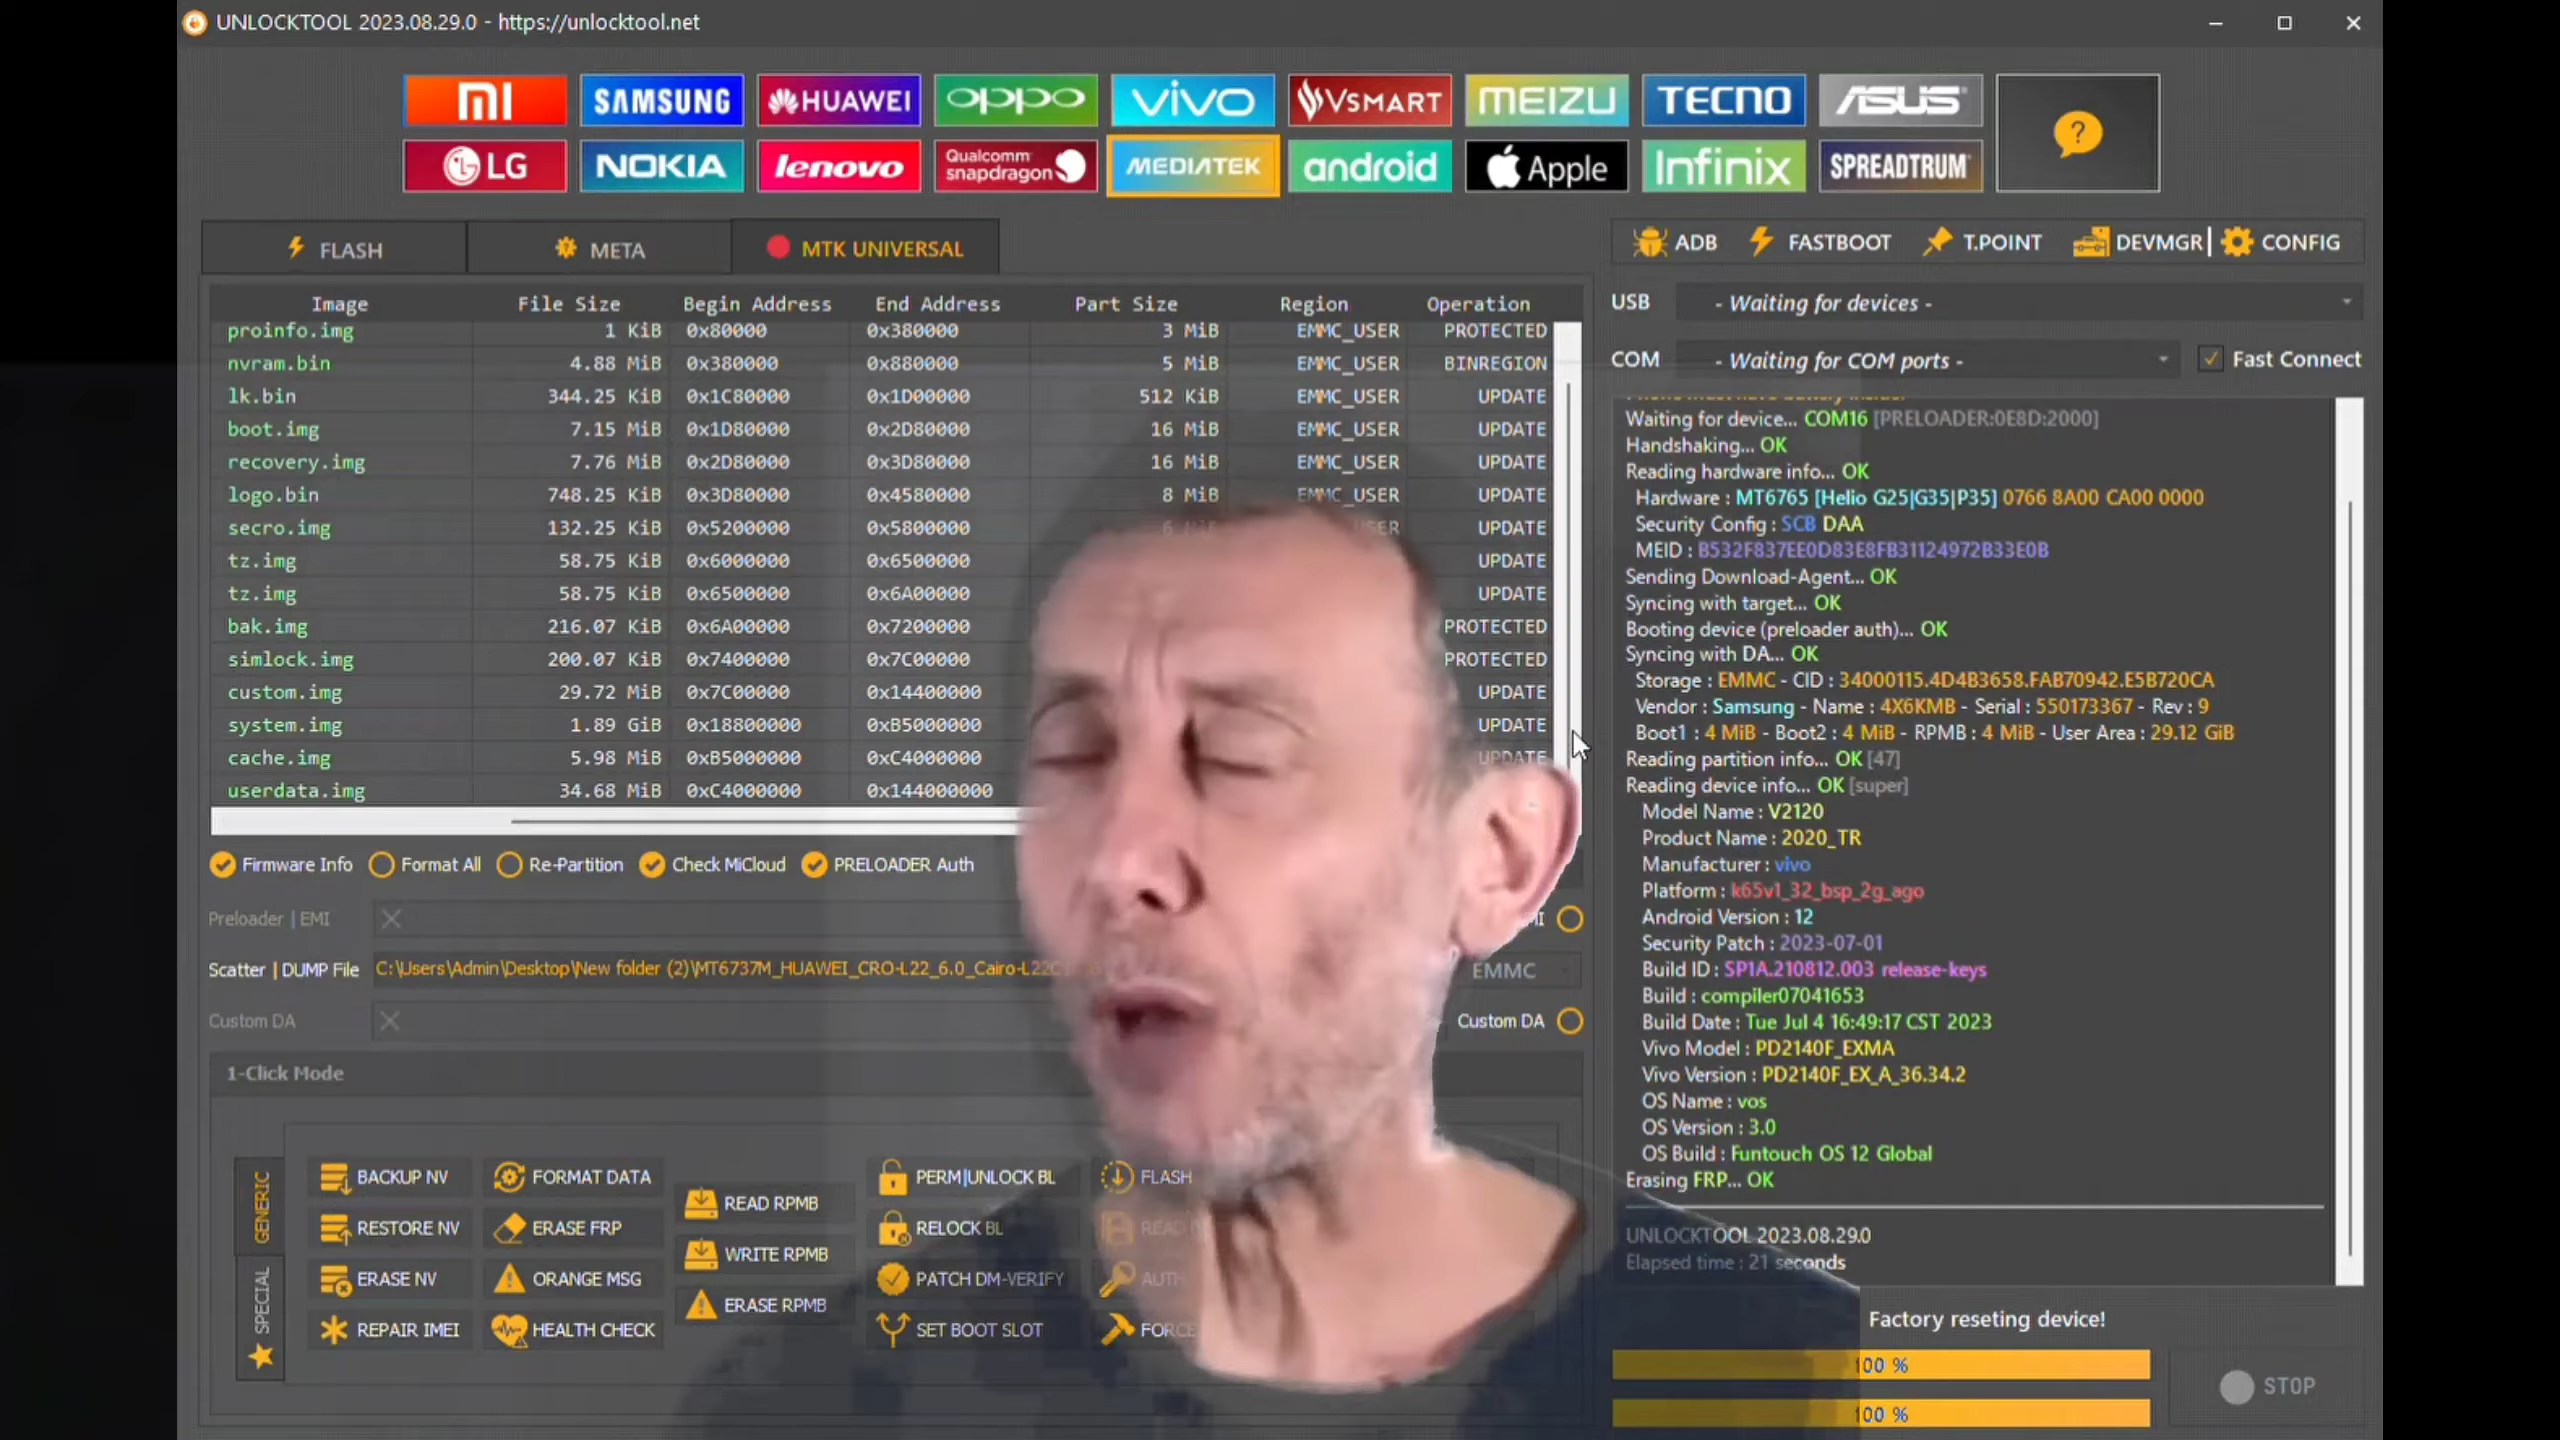 UNLOCKTOOL 2023.08.29.0 - https://unlocktool.net
MI SAMSUNG HUAWEI oppo vivo VSMART MEIZU TECNO ASUS ?
LG NOKIA lenovo Qualcomm snapdragon MEDIATEK android Apple Infinix SPREADTRUM
FLASH META MTK UNIVERSAL
ADB FASTBOOT T.POINT DEVMGR CONFIG
Image File Size Begin Address End Address Part Size Region Operation
proinfo.img 1 KiB 0x80000 0x380000 3 MiB EMMC_USER PROTECTED
nvram.bin 4.88 MiB 0x380000 0x880000 5 MiB EMMC_USER BINREGION
lk.bin 344.25 KiB 0x1C80000 0x1D00000 512 KiB EMMC_USER UPDATE
boot.img 7.15 MiB 0x1D80000 0x2D80000 16 MiB EMMC_USER UPDATE
recovery.img 7.76 MiB 0x2D80000 0x3D80000 16 MiB EMMC_USER UPDATE
logo.bin 748.25 KiB 0x3D80000 0x4580000 8 MiB EMMC_USER UPDATE
secro.img 132.25 KiB 0x5200000 0x5800000 6 MiB UPDATE
tz.img 58.75 KiB 0x6000000 0x6500000 UPDATE
tz.img 58.75 KiB 0x6500000 0x6A00000 UPDATE
bak.img 216.07 KiB 0x6A00000 0x7200000 PROTECTED
simlock.img 200.07 KiB 0x7400000 0x7C00000 PROTECTED
custom.img 29.72 MiB 0x7C00000 0x14400000 UPDATE
system.img 1.89 GiB 0x18800000 0xB5000000 UPDATE
cache.img 5.98 MiB 0xB5000000 0xC4000000 UPDATE
userdata.img 34.68 MiB 0xC4000000 0x144000000
Firmware Info Format All Re-Partition Check MiCloud PRELOADER Auth
Preloader | EMI
Scatter | DUMP File C:\Users\Admin\Desktop\New folder (2)\MT6737M_HUAWEI_CRO-L22_6.0_Cairo-L22C EMMC
Custom DA Custom DA
1-Click Mode
GENERIC
SPECIAL
BACKUP NV FORMAT DATA READ RPMB PERM|UNLOCK BL FLASH
RESTORE NV ERASE FRP WRITE RPMB RELOCK BL READ
ERASE NV ORANGE MSG ERASE RPMB PATCH DM-VERIFY AUTH
REPAIR IMEI HEALTH CHECK SET BOOT SLOT FORCE
USB - Waiting for devices -
COM - Waiting for COM ports - Fast Connect
Waiting for device... COM16 [PRELOADER:0E8D:2000]
Handshaking... OK
Reading hardware info... OK
Hardware : MT6765 [Helio G25|G35|P35] 0766 8A00 CA00 0000
Security Config : SCB DAA
MEID : B532F837EE0D83E8FB31124972B33E0B
Sending Download-Agent... OK
Syncing with target... OK
Booting device (preloader auth)... OK
Syncing with DA... OK
Storage : EMMC - CID : 34000115.4D4B3658.FAB70942.E5B720CA
Vendor : Samsung - Name : 4X6KMB - Serial : 550173367 - Rev : 9
Boot1 : 4 MiB - Boot2 : 4 MiB - RPMB : 4 MiB - User Area : 29.12 GiB
Reading partition info... OK [47]
Reading device info... OK [super]
Model Name : V2120
Product Name : 2020_TR
Manufacturer : vivo
Platform : k65v1_32_bsp_2g_ago
Android Version : 12
Security Patch : 2023-07-01
Build ID : SP1A.210812.003 release-keys
Build : compiler07041653
Build Date : Tue Jul 4 16:49:17 CST 2023
Vivo Model : PD2140F_EXMA
Vivo Version : PD2140F_EX_A_36.34.2
OS Name : vos
OS Version : 3.0
OS Build : Funtouch OS 12 Global
Erasing FRP... OK
UNLOCKTOOL 2023.08.29.0
Elapsed time : 21 seconds
Factory resetting device!
100 %
100 %
STOP